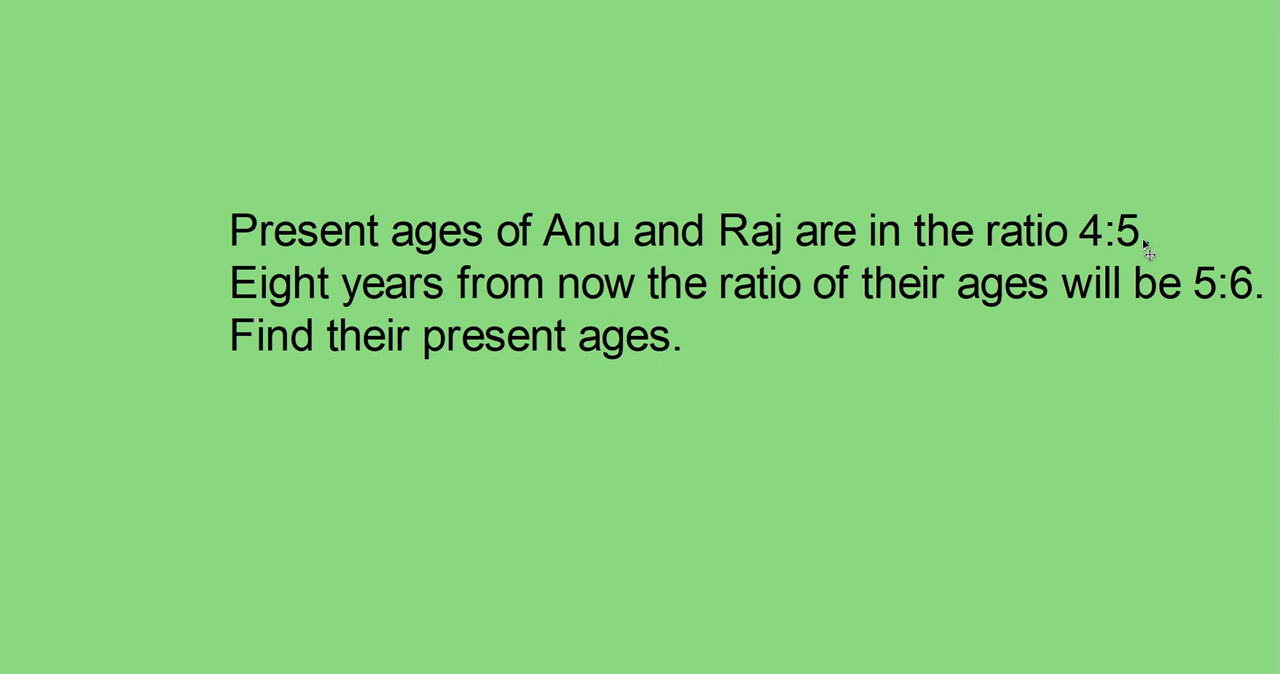 Present ages of Anu and Raj are in the ratio 4:5.
Eight years from now the ratio of their ages will be 5:6.
Find their present ages.